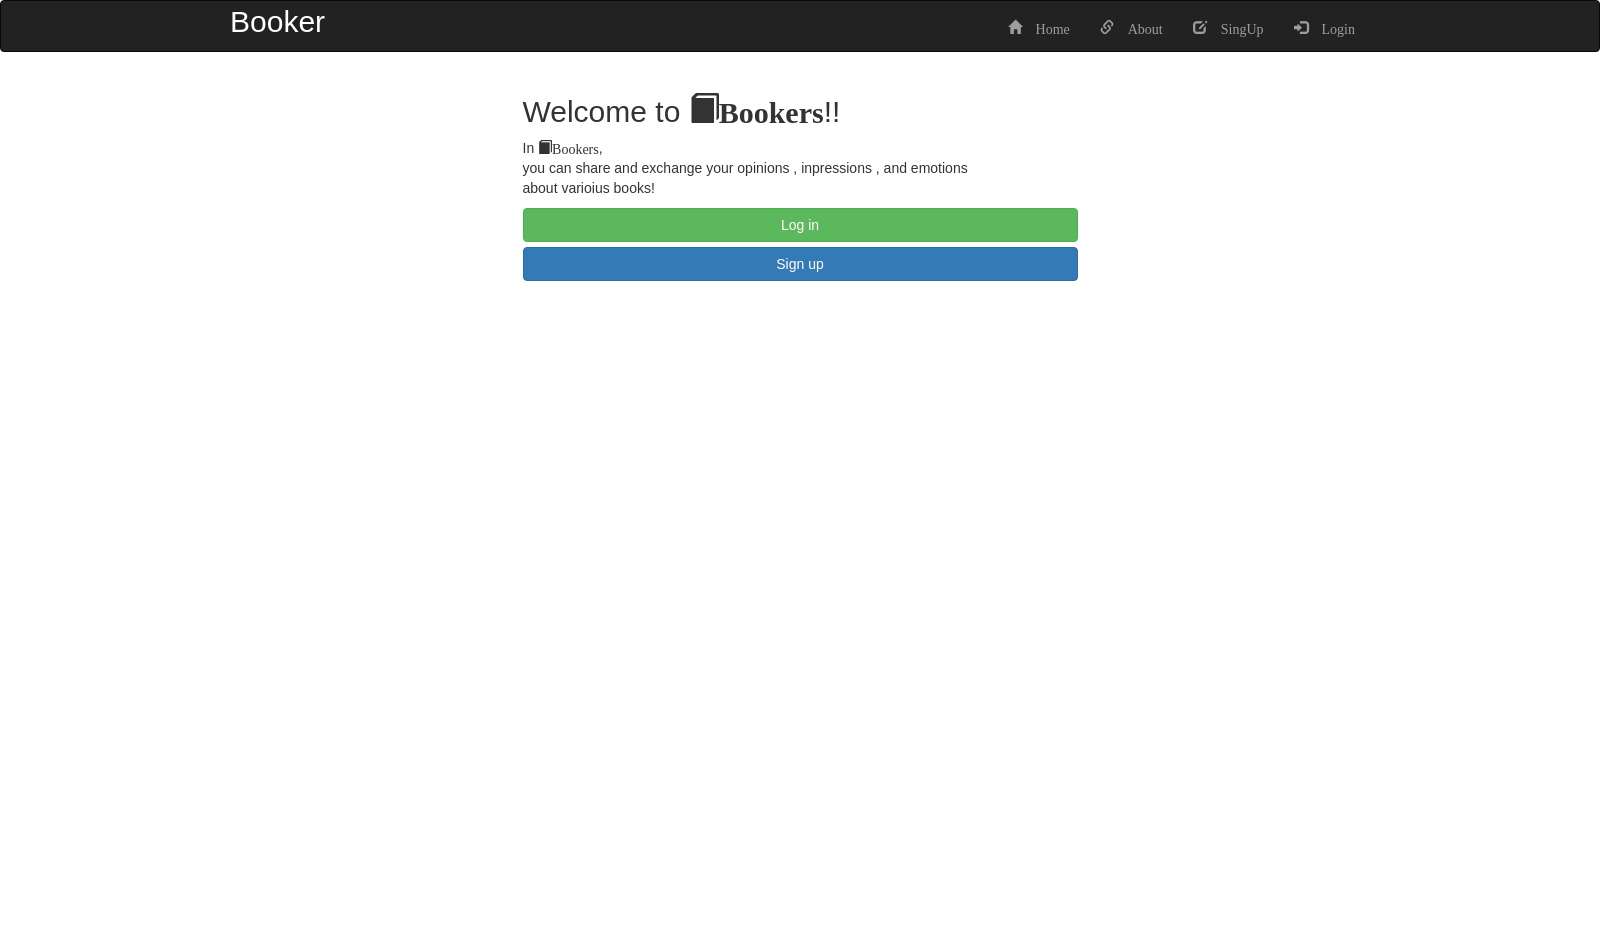 Booker
Home About SingUp Login
Welcome to Bookers!!
In Bookers,
you can share and exchange your opinions , inpressions , and emotions
about varioius books!
Log in
Sign up